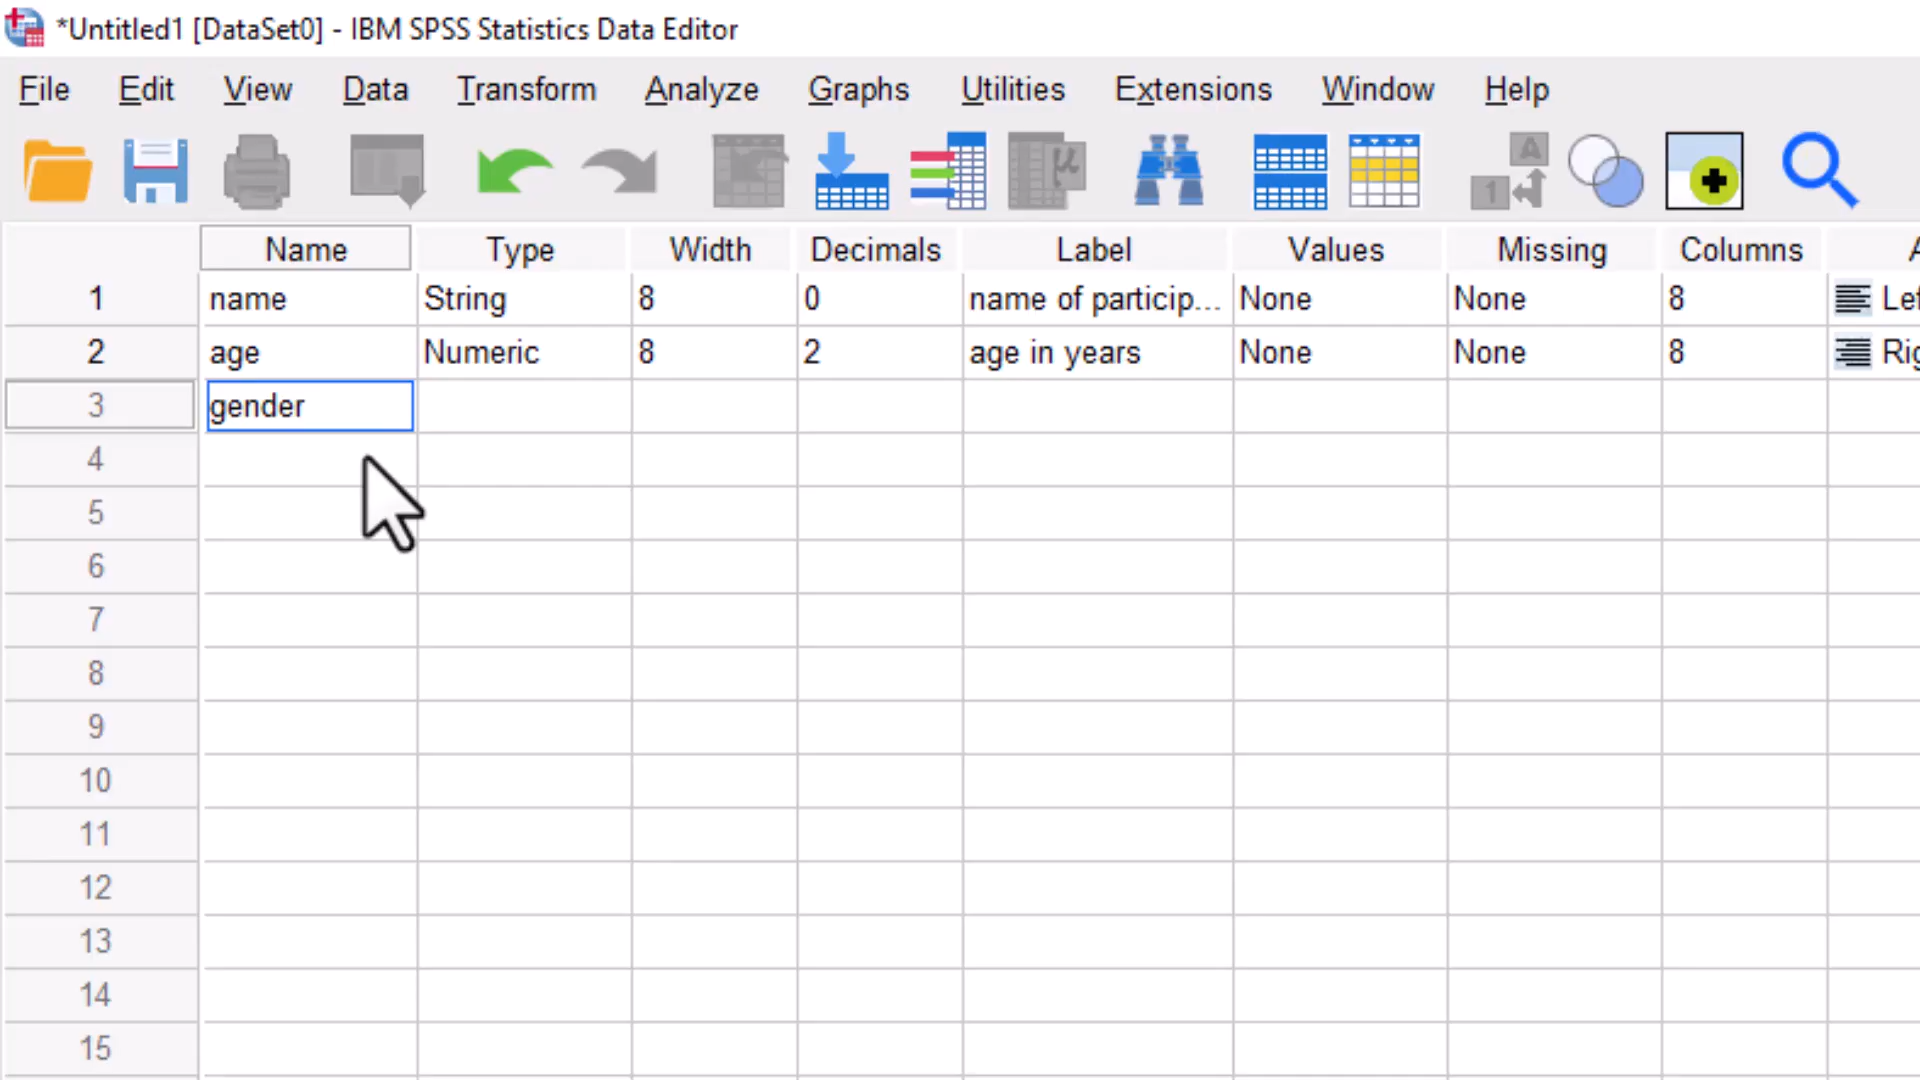 *Untitled1 [DataSet0] - IBM SPSS Statistics Data Editor
File Edit View Data Transform Analyze Graphs Utilities Extensions Window Help
Name Type Width Decimals Label Values Missing Columns A
1 name String 8 0 name of particip... None None 8 Lef
2 age Numeric 8 2 age in years None None 8 Rig
3 gender
4
5
6
7
8
9
10
11
12
13
14
15